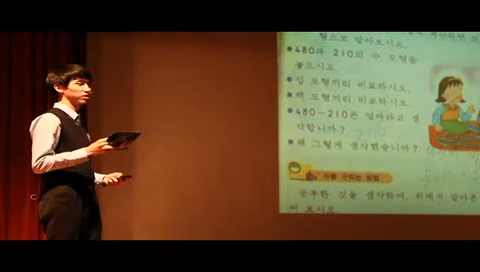 형으로 알아보시오.
480과 210의 수 모형을
놓으시오.
십 모형끼리 비교하시오.
백 모형끼리 비교하시오.
480-210은 얼마라고 생
각합니까? 210
왜 그렇게 생각했습니까?
공부한 것을 생각하며, 위에서 알아본
보시오.